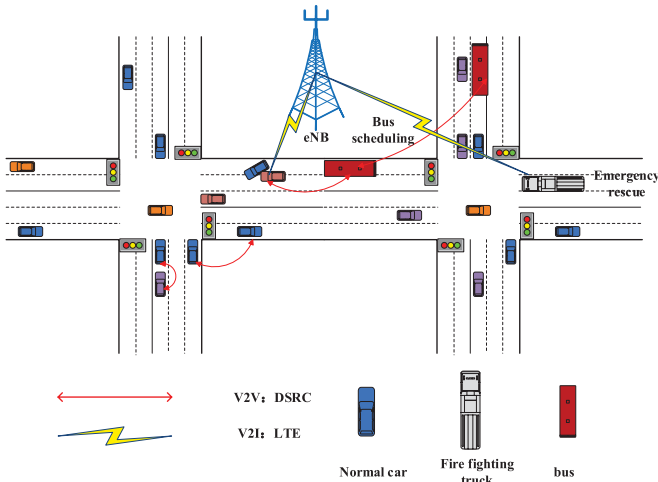 eNB
Bus
scheduling
Emergency
rescue
V2V：DSRC
V2I：LTE
Normal car
Fire fighting
truck
bus